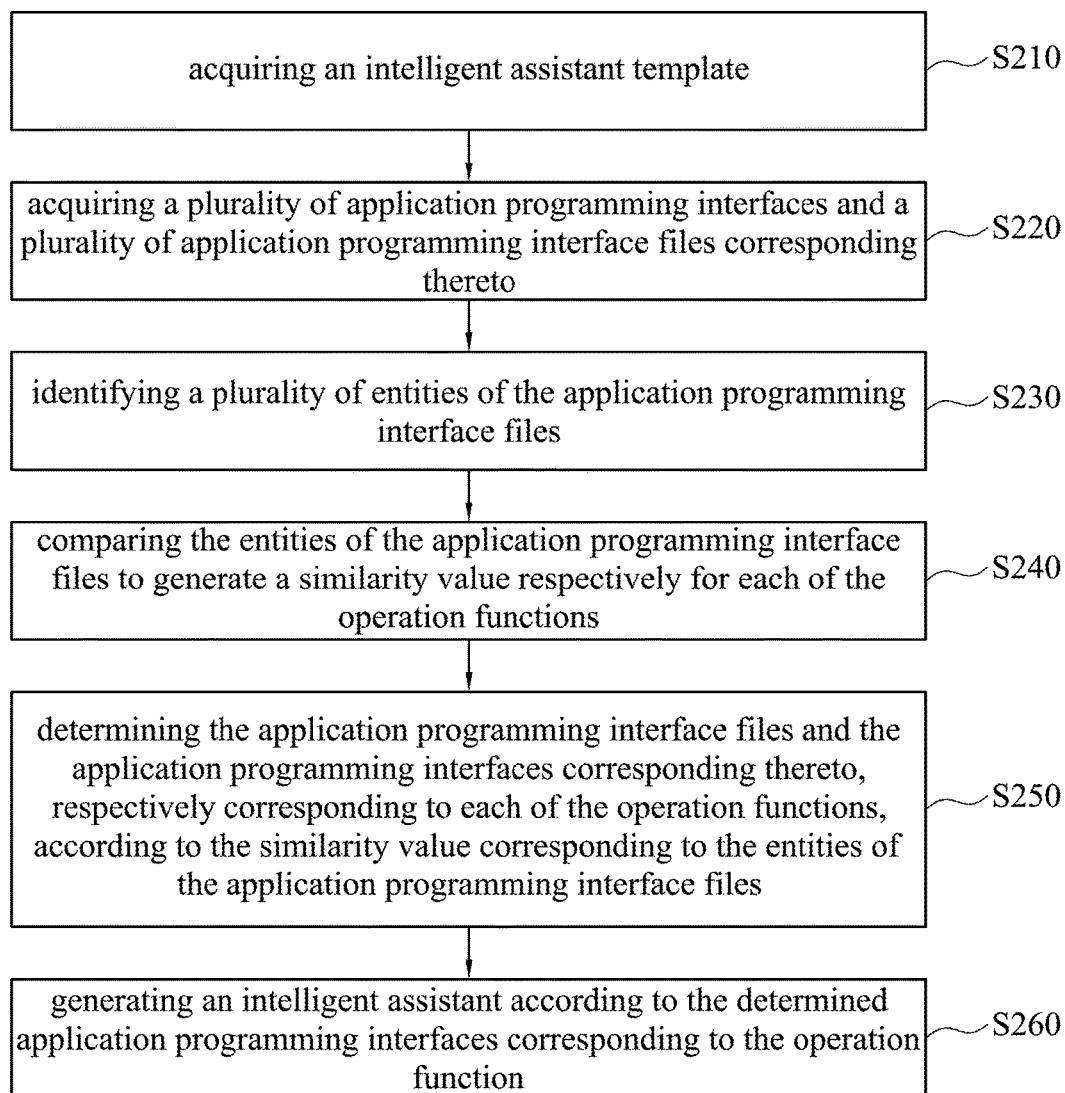 acquiring an intelligent assistant template
S210
acquiring a plurality of application programming interfaces and a
plurality of application programming interface files corresponding
thereto
S220
identifying a plurality of entities of the application programming
interface files
S230
comparing the entities of the application programming interface
files to generate a similarity value respectively for each of the
operation functions
S240
determining the application programming interface files and the
application programming interfaces corresponding thereto,
respectively corresponding to each of the operation functions,
according to the similarity value corresponding to the entities of
the application programming interface files
S250
generating an intelligent assistant according to the determined
application programming interfaces corresponding to the operation
function
S260